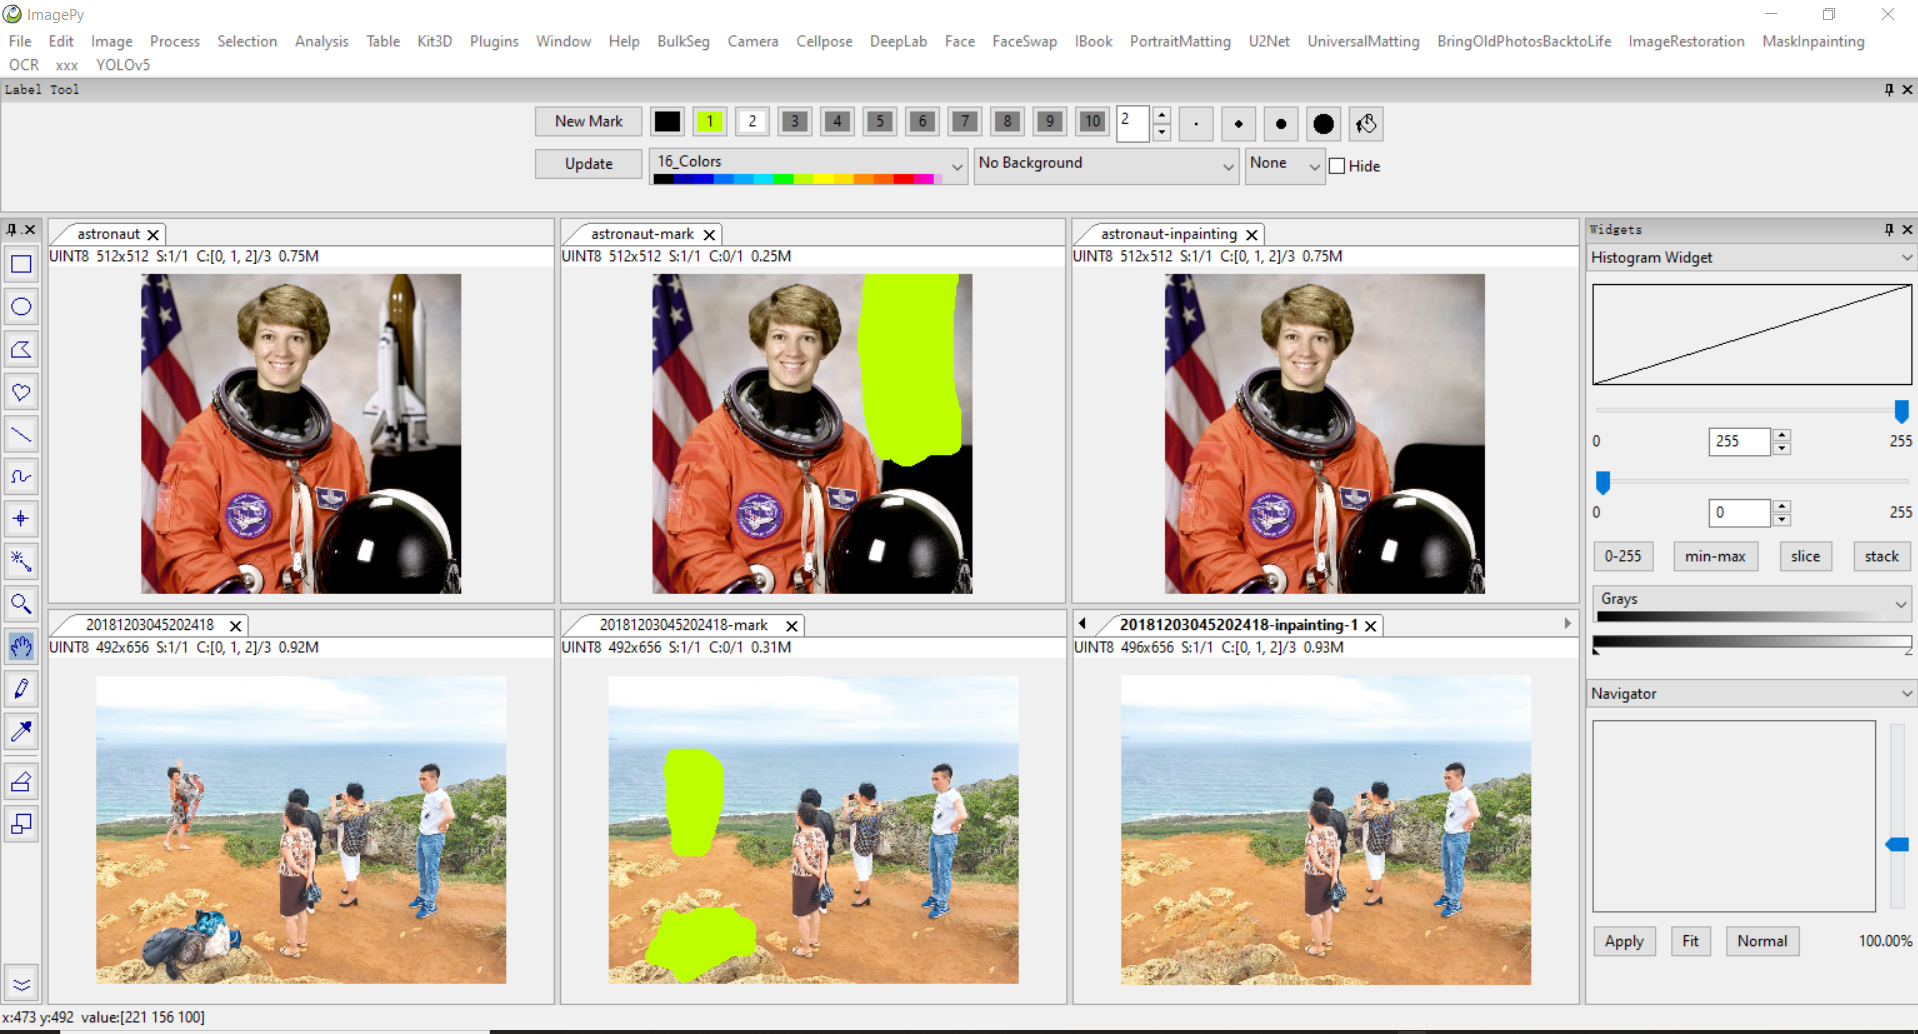 ImagePy
File Edit Image Process Selection Analysis Table Kit3D Plugins Window Help BulkSeg Camera Cellpose DeepLab Face FaceSwap IBook PortraitMatting U2Net UniversalMatting BringOldPhotosBacktoLife ImageRestoration MaskInpainting
OCR xxx YOLOv5
Label Tool
New Mark 1 2 3 4 5 6 7 8 9 10 2
Update 16_Colors No Background None Hide
astronaut astronaut-mark astronaut-inpainting Widgets
UINT8 512x512 S:1/1 C:[0, 1, 2]/3 0.75M UINT8 512x512 S:1/1 C:0/1 0.25M UINT8 512x512 S:1/1 C:[0, 1, 2]/3 0.75M Histogram Widget
0 255 255
0 0 255
0-255 min-max slice stack
Grays
20181203045202418 20181203045202418-mark 20181203045202418-inpainting-1
UINT8 492x656 S:1/1 C:[0, 1, 2]/3 0.92M UINT8 492x656 S:1/1 C:0/1 0.31M UINT8 496x656 S:1/1 C:[0, 1, 2]/3 0.93M
Navigator
Apply Fit Normal 100.00%
x:473 y:492 value:[221 156 100]